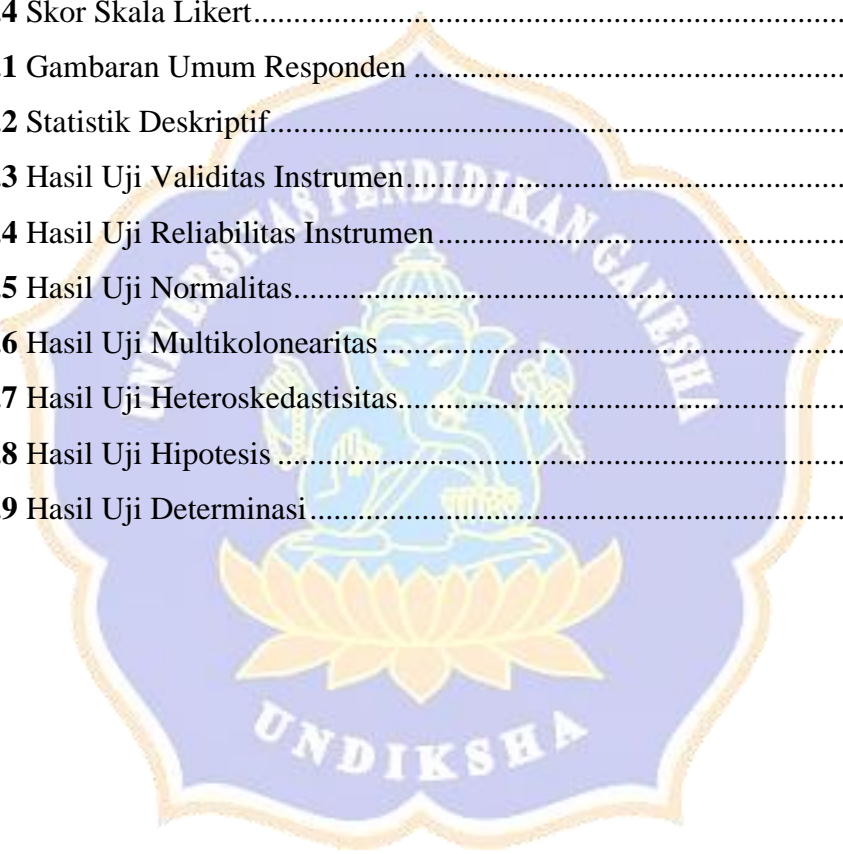 .4 Skor Skala Likert.....................................................................................
.1 Gambaran Umum Responden ..............................................................
.2 Statistik Deskriptif..................................................................................
.3 Hasil Uji Validitas Instrumen...............................................................
.4 Hasil Uji Reliabilitas Instrumen...........................................................
.5 Hasil Uji Normalitas...............................................................................
.6 Hasil Uji Multikolonearitas...................................................................
.7 Hasil Uji Heteroskedastisitas................................................................
.8 Hasil Uji Hipotesis.................................................................................
.9 Hasil Uji Determinasi.............................................................................
UNIVERSITAS PENDIDIKAN GANESHA
UNDIKSHA